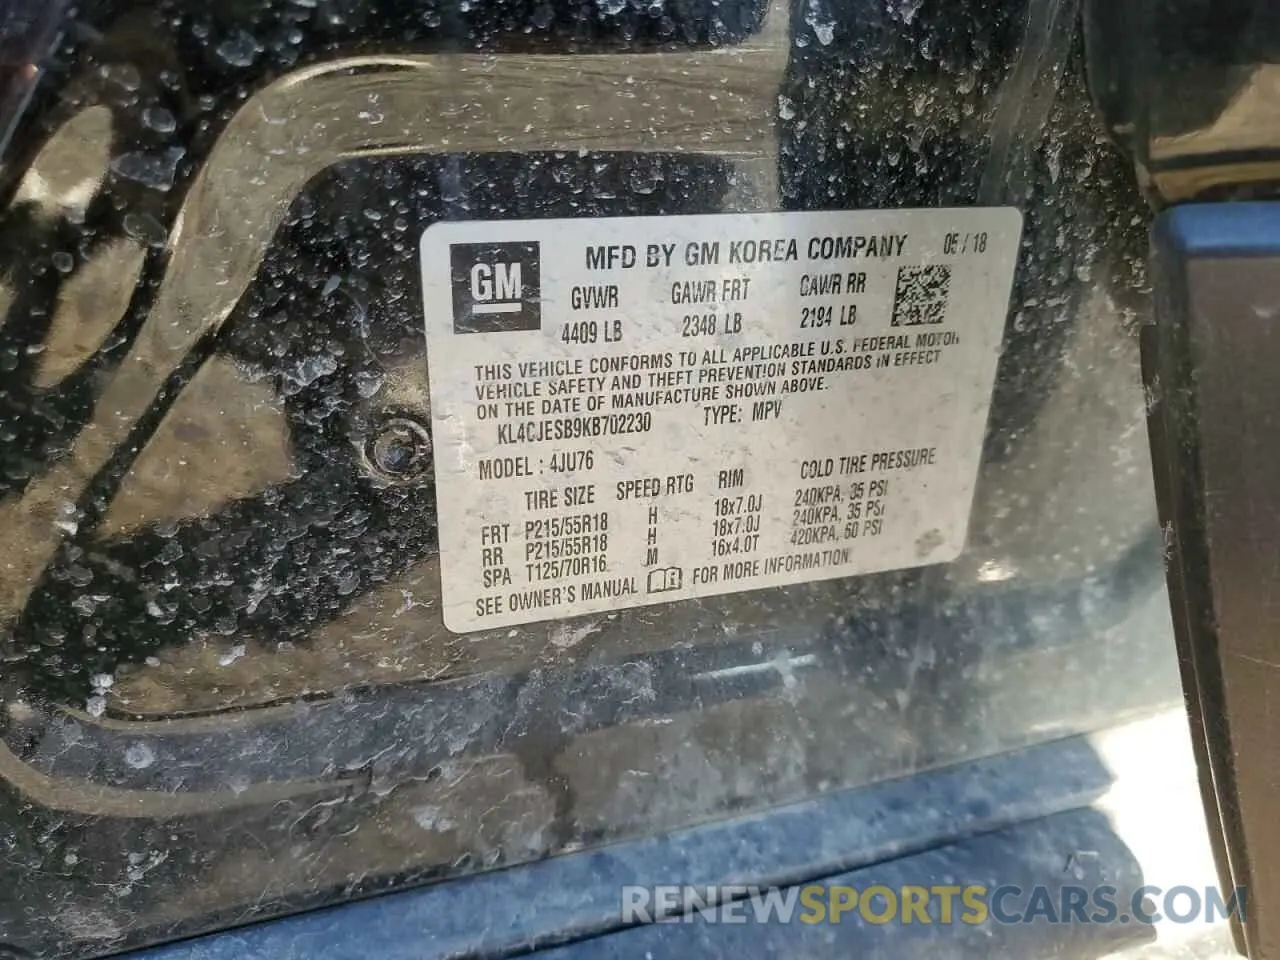 GM
MFD BY GM KOREA COMPANY 05 / 18
GVWR GAWR FRT GAWR RR
4409 LB 2348 LB 2194 LB
THIS VEHICLE CONFORMS TO ALL APPLICABLE U.S. FEDERAL MOTOR
VEHICLE SAFETY AND THEFT PREVENTION STANDARDS IN EFFECT
ON THE DATE OF MANUFACTURE SHOWN ABOVE.
KL4CJESB9KB702230 TYPE: MPV
MODEL : 4JU76
TIRE SIZE SPEED RTG RIM COLD TIRE PRESSURE
FRT P215/55R18 H 18x7.0J 240KPA, 35 PSI
RR P215/55R18 H 18x7.0J 240KPA, 35 PSI
SPA T125/70R16 M 16x4.0T 420KPA, 60 PSI
SEE OWNER'S MANUAL FOR MORE INFORMATION.
RENEWSPORTSCARS.COM